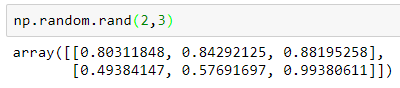 np.random.rand(2,3)
array([[0.80311848, 0.84292125, 0.88195258],
       [0.49384147, 0.57691697, 0.99380611]])